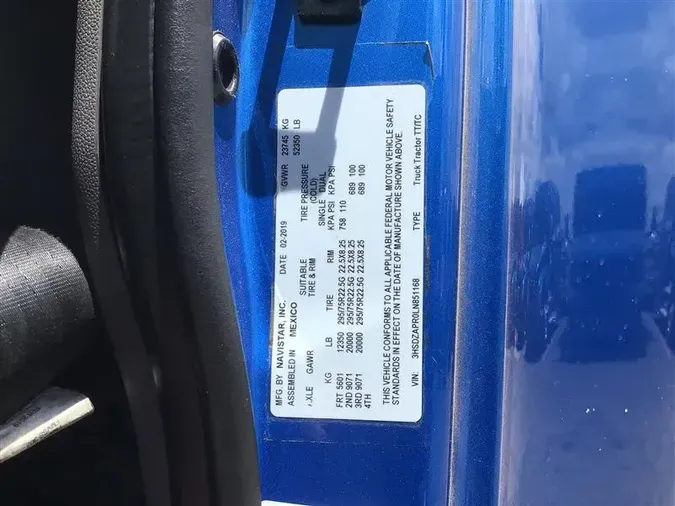 MFG. BY NAVISTAR, INC. DATE 02-2019 GVWR 23745 KG
ASSEMBLED IN MEXICO 52350 LB
SUITABLE TIRE PRESSURE
AXLE GAWR TIRE & RIM (COLD)
SINGLE DUAL
KG LB TIRE RIM KPA PSI KPA PSI
FRT 5601 12350 295/75R22.5G 22.5X8.25 758 110
2ND 9071 20000 295/75R22.5G 22.5X8.25 689 100
3RD 9071 20000 295/75R22.5G 22.5X8.25 689 100
4TH
THIS VEHICLE CONFORMS TO ALL APPLICABLE FEDERAL MOTOR VEHICLE SAFETY
STANDARDS IN EFFECT ON THE DATE OF MANUFACTURE SHOWN ABOVE.
VIN: 3HSDZAPR0LN851168 TYPE Truck Tractor TT/TC